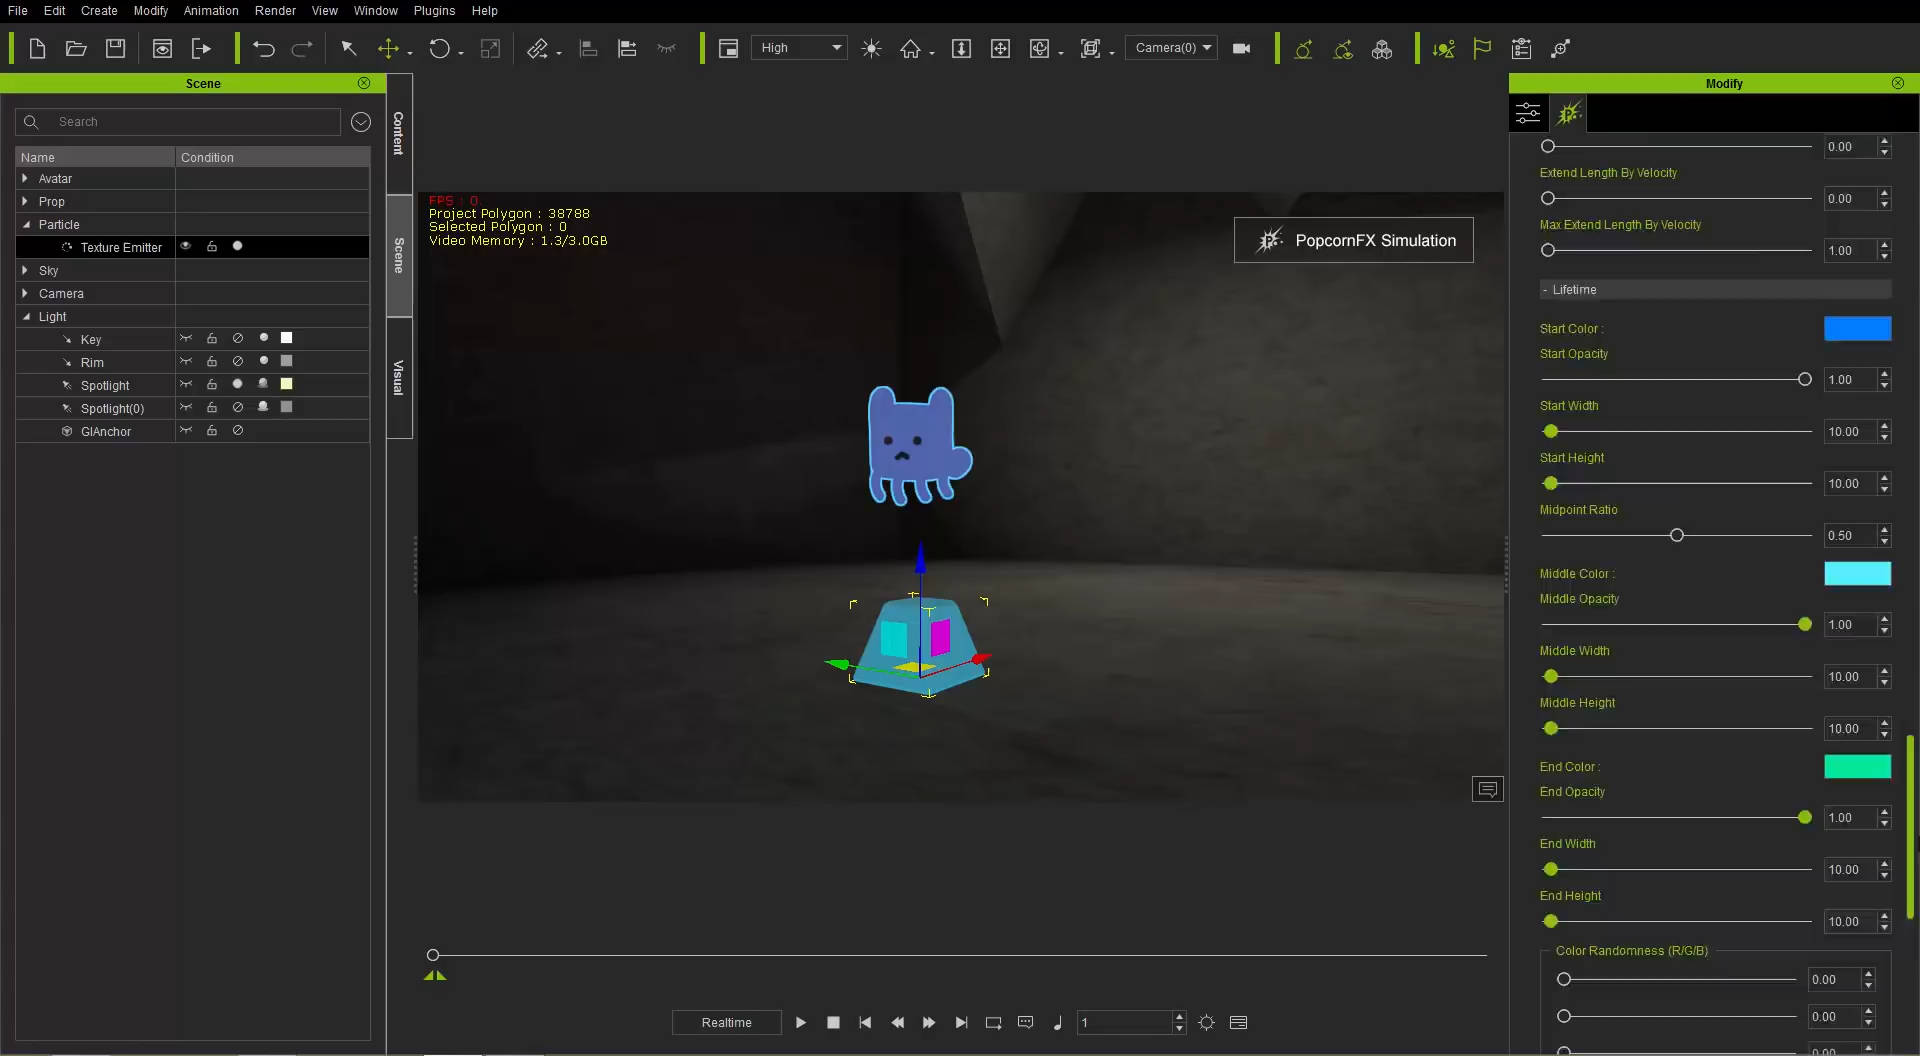 File Edit Create Modify Animation Render View Window Plugins Help
High
Camera(0)
Scene
Search
Name Condition
Avatar
Prop
Particle
Texture Emitter
Sky
Camera
Light
Key
Rim
Spotlight
Spotlight(0)
GIAnchor
Content
Scene
Visual
FPS : 0.
Project Polygon : 38788
Selected Polygon : 0
Video Memory : 1.3/3.0GB
PopcornFX Simulation
Realtime
1
Modify
0.00
Extend Length By Velocity
0.00
Max Extend Length By Velocity
1.00
- Lifetime
Start Color :
Start Opacity
1.00
Start Width
10.00
Start Height
10.00
Midpoint Ratio
0.50
Middle Color :
Middle Opacity
1.00
Middle Width
10.00
Middle Height
10.00
End Color :
End Opacity
1.00
End Width
10.00
End Height
10.00
Color Randomness (R/G/B)
0.00
0.00
0.00